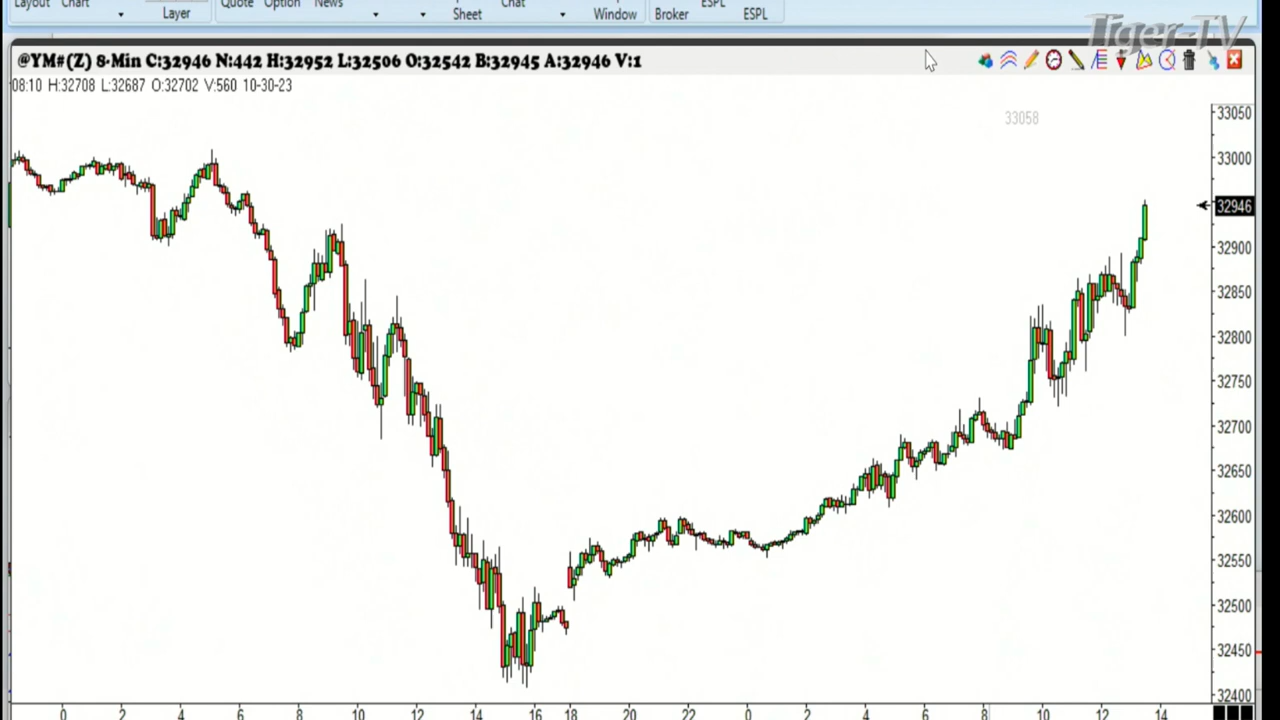 Layout Chart Quote Option News Chat ESPL
Layer Sheet Window Broker ESPL
Tiger-TV
@YM#(Z) 8-Min C:32946 N:442 H:32952 L:32506 O:32542 B:32945 A:32946 V:1
08:10 H:32708 L:32687 O:32702 V:560 10-30-23
33058
33050
33000
32946
32900
32850
32800
32750
32700
32650
32600
32550
32500
32450
32400
0 2 4 6 8 10 12 14 16 18 20 22 0 2 4 6 8 10 12 14